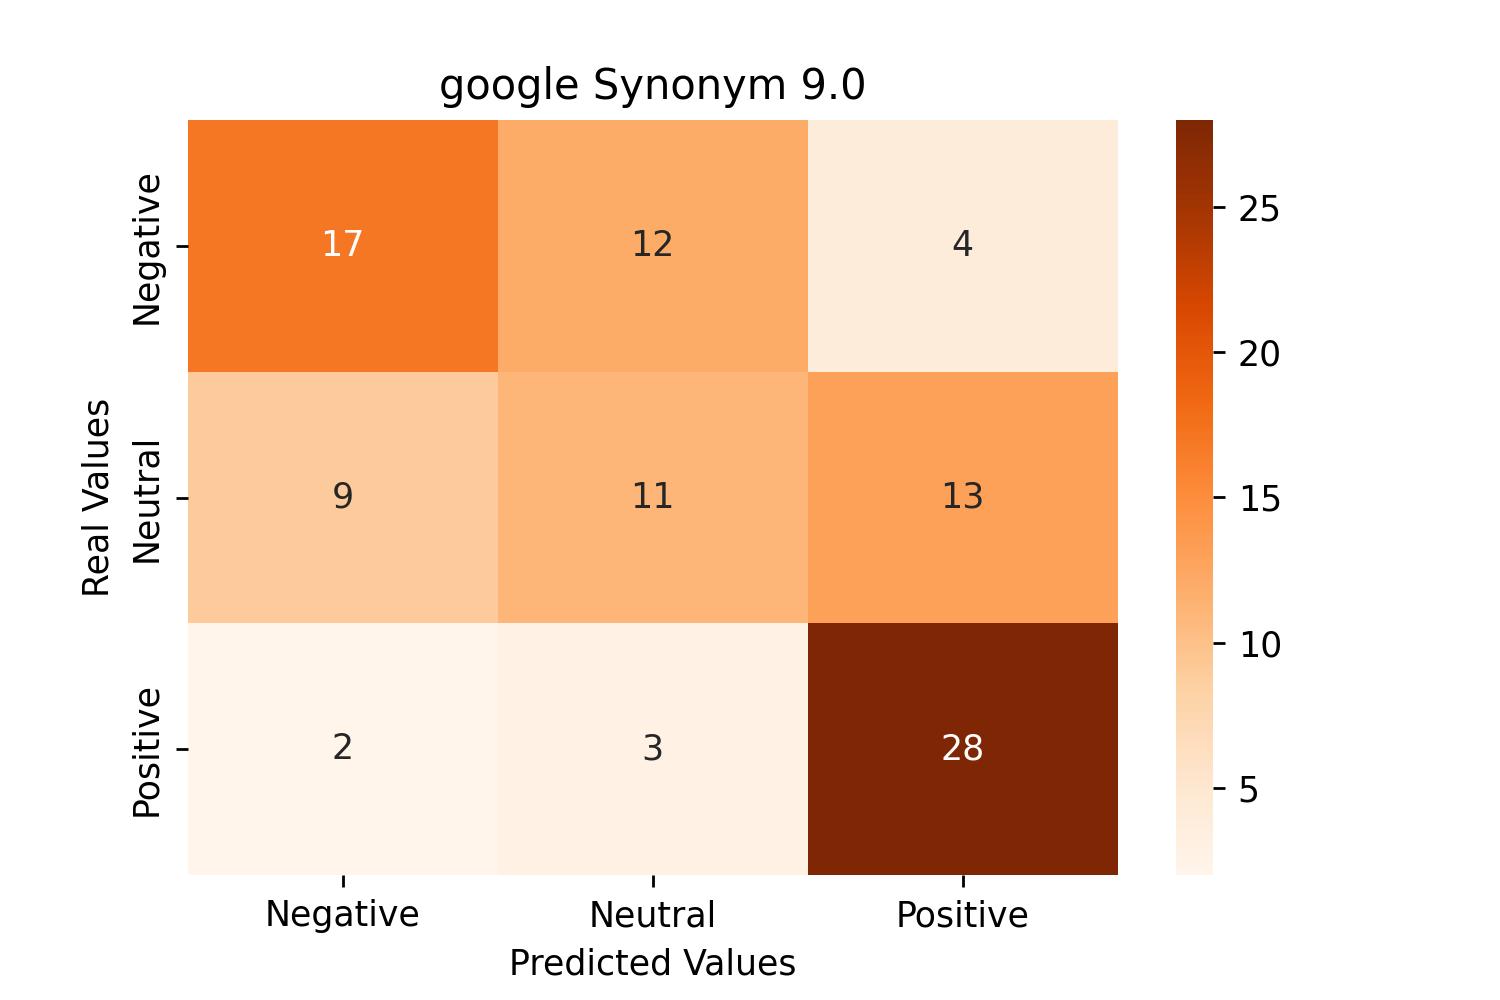 google Synonym 9.0
Real Values
Negative
17
12
4
Neutral
9
11
13
Positive
2
3
28
Negative
Neutral
Positive
Predicted Values
25
20
15
10
5